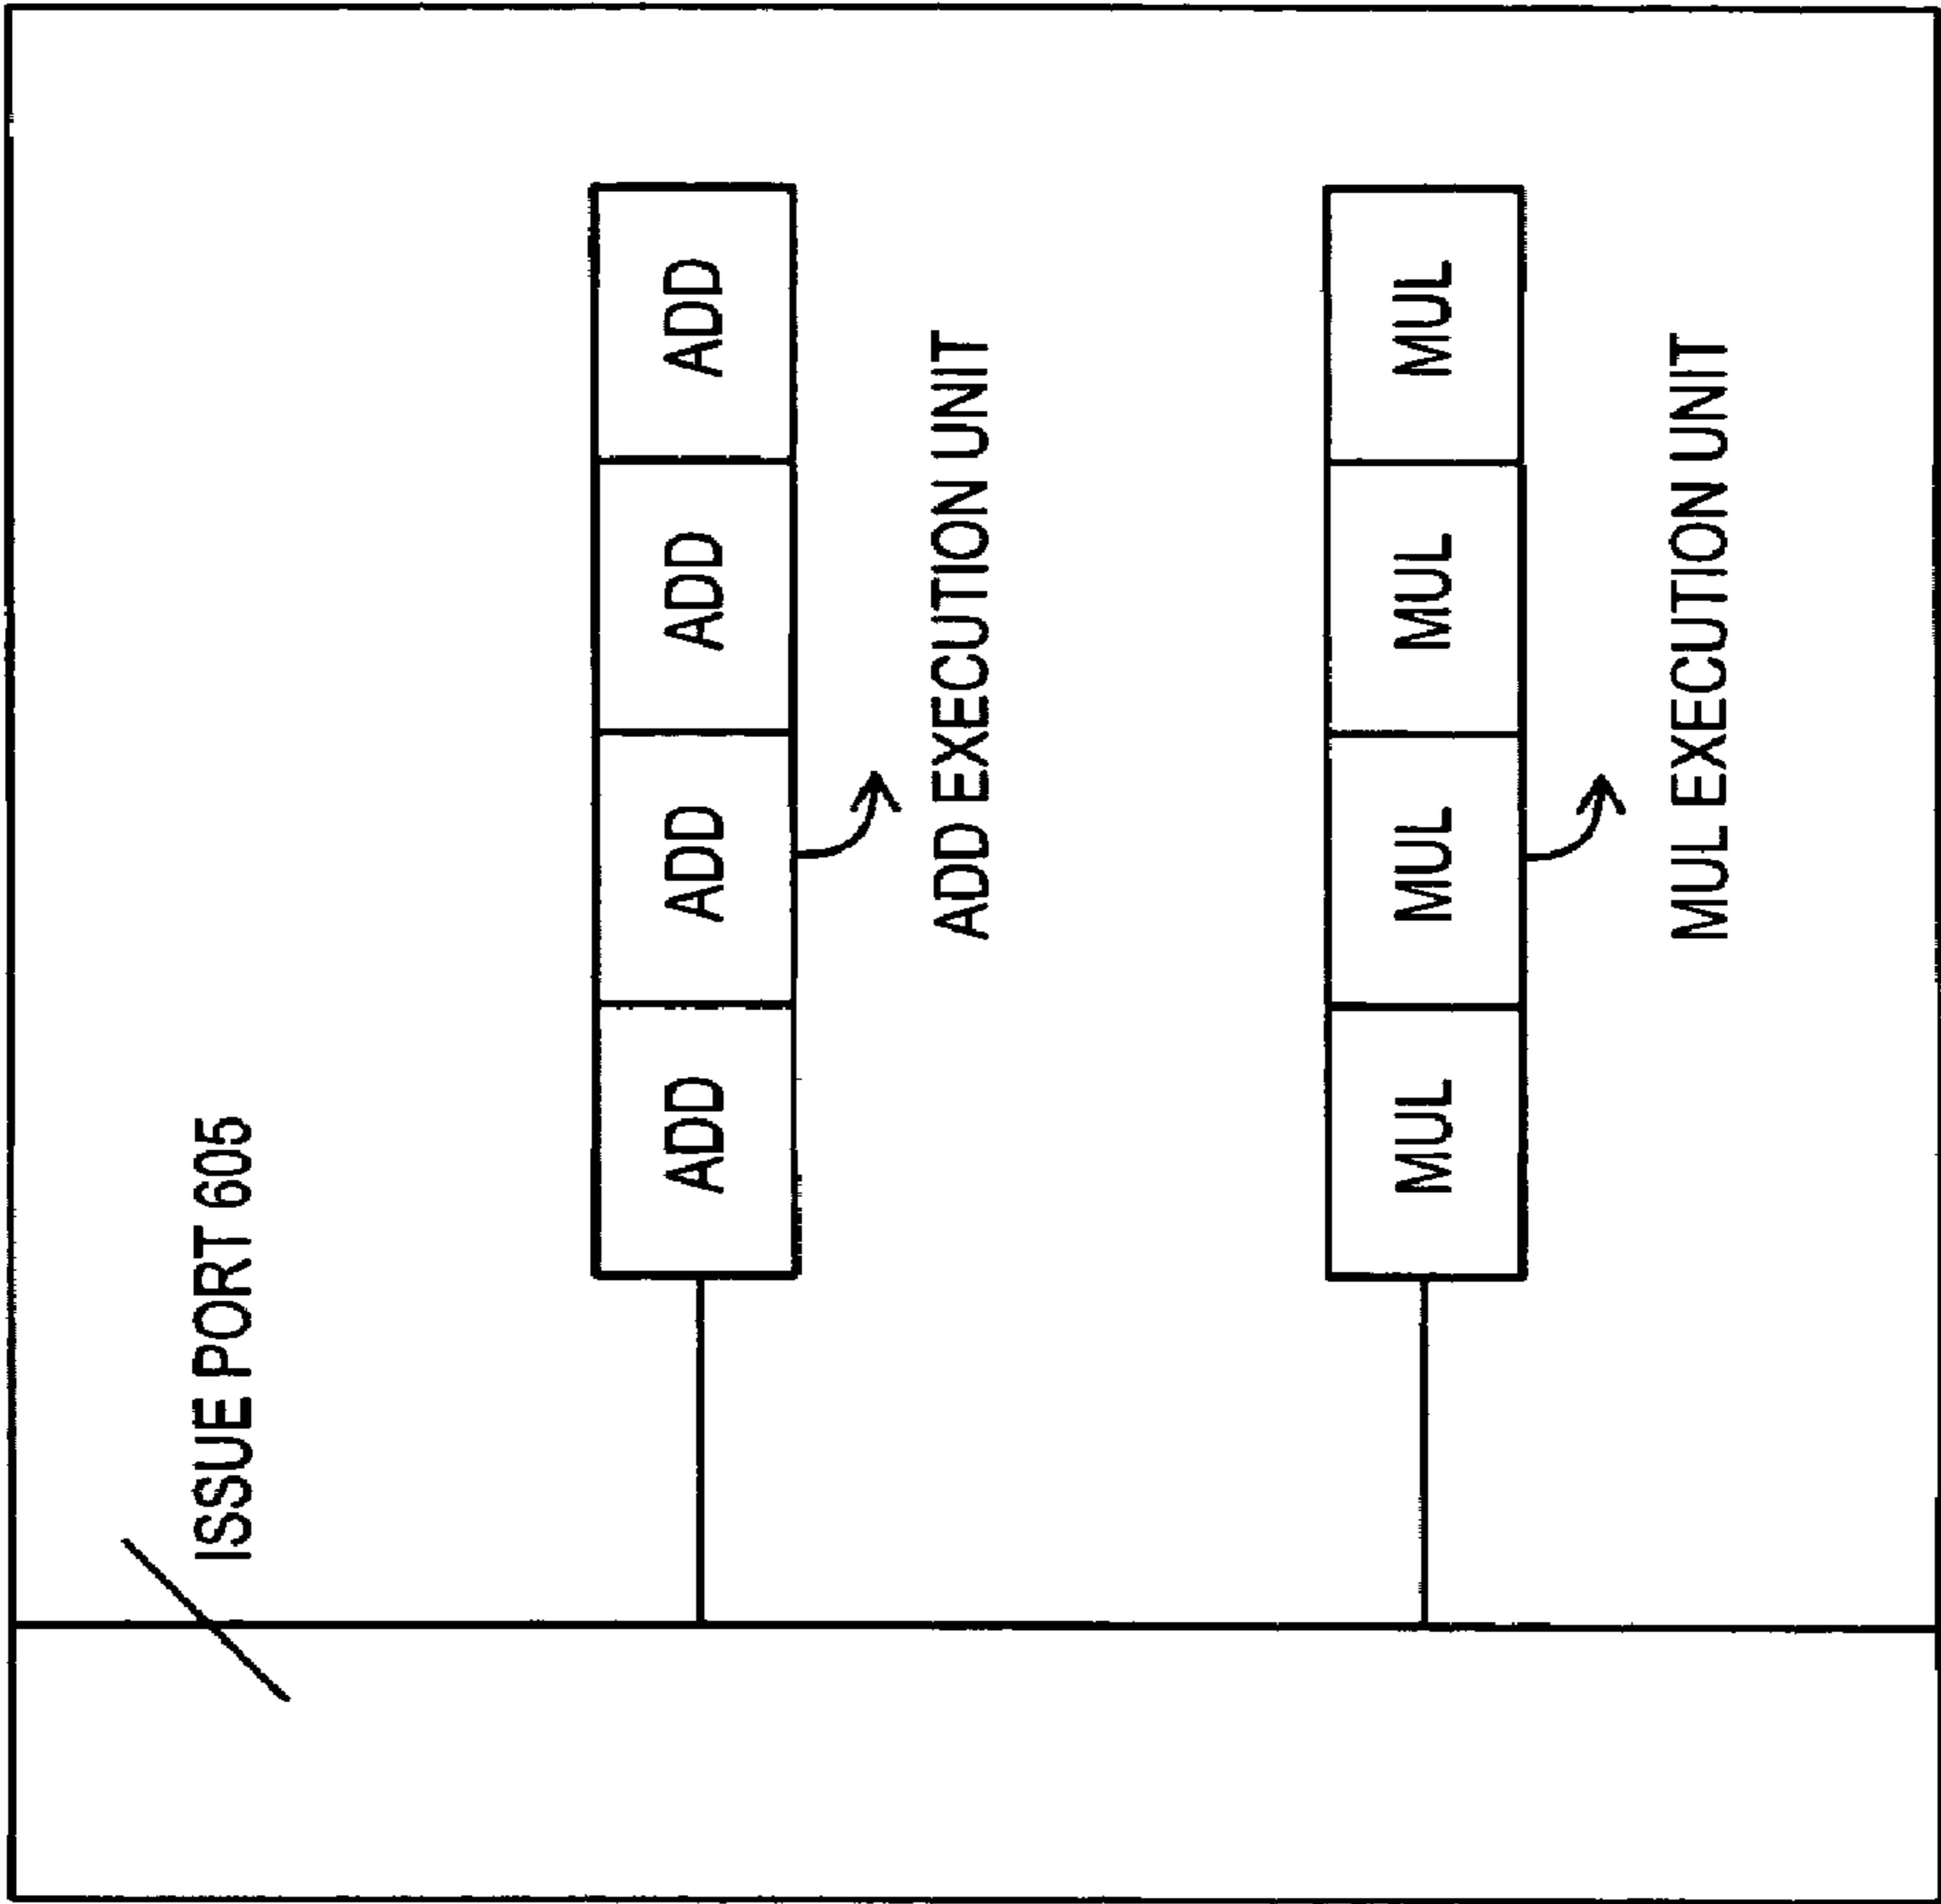 ISSUE PORT 605
ADD
ADD
ADD
ADD
ADD EXECUTION UNIT
MUL
MUL
MUL
MUL
MUL EXECUTION UNIT